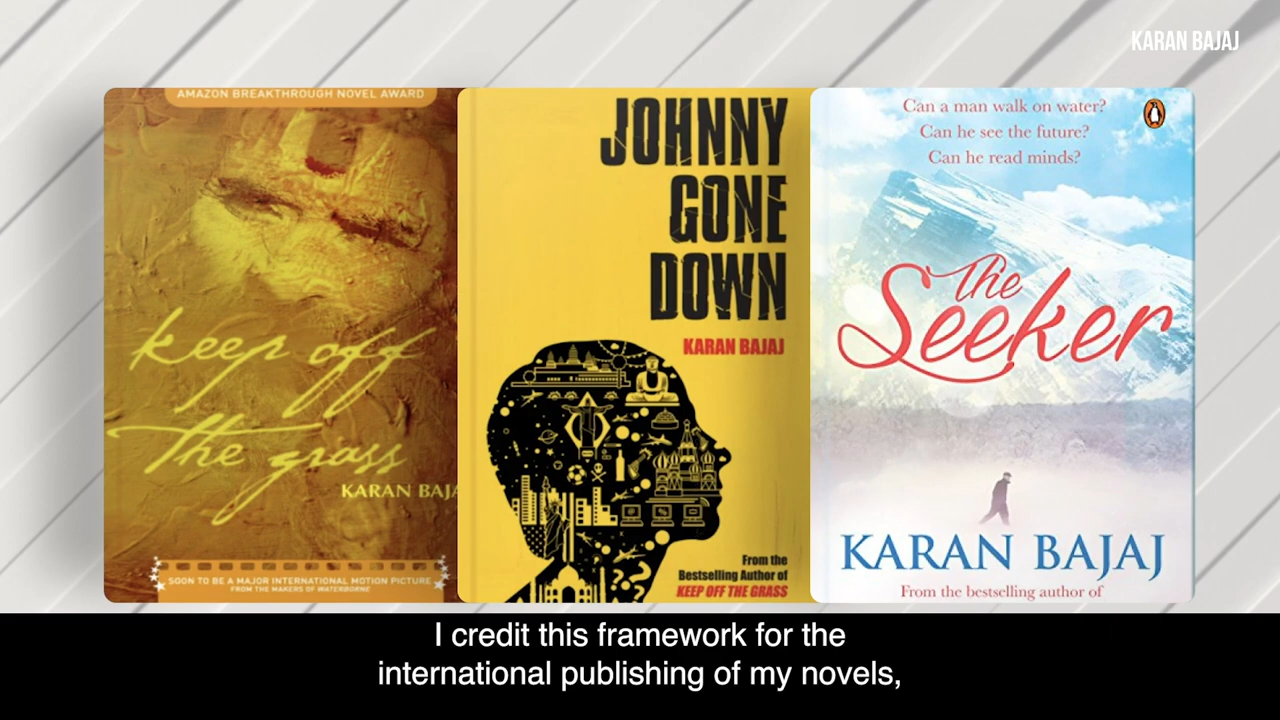 KARAN BAJAJ
AMAZON BREAKTHROUGH NOVEL AWARD
keep off
the grass
KARAN BAJA
SOON TO BE A MAJOR INTERNATIONAL MOTION PICTURE
FROM THE MAKERS OF WATERBORNE
JOHNNY
GONE
DOWN
KARAN BAJAJ
From the
Bestselling Author of
KEEP OFF THE GRASS
Can a man walk on water?
Can he see the future?
Can he read minds?
The
Seeker
KARAN BAJAJ
From the bestselling author of
I credit this framework for the
international publishing of my novels,